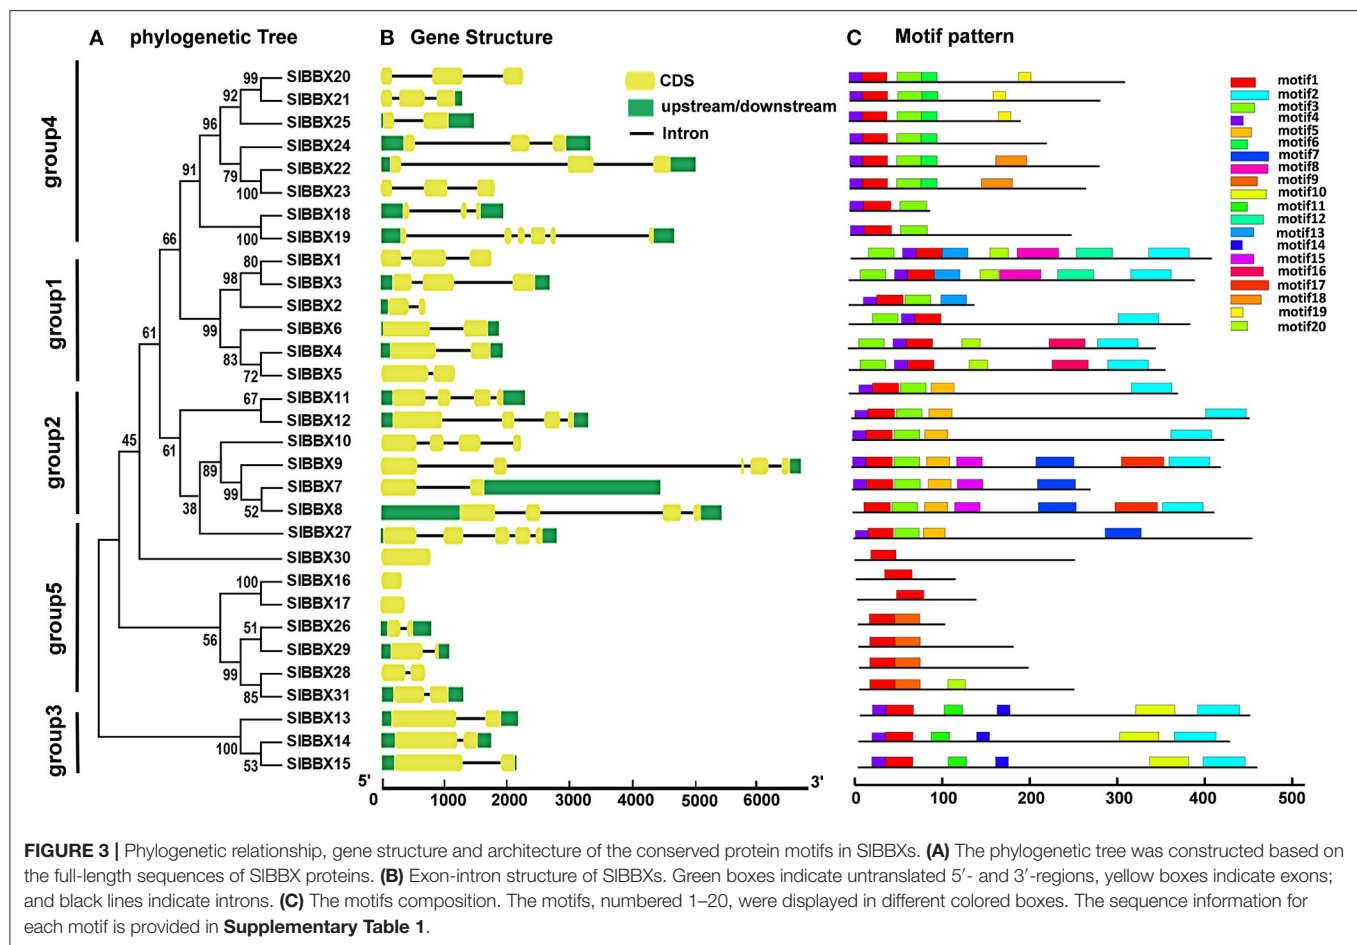 A phylogenetic Tree
B Gene Structure
C Motif pattern
group4
group1
group2
group5
group3
99
92
96
91
79
100
66
100
80
98
61
99
83
72
67
45
61
89
99
38
52
100
56
51
99
85
100
53
SlBBX20
SlBBX21
SlBBX25
SlBBX24
SlBBX22
SlBBX23
SlBBX18
SlBBX19
SlBBX1
SlBBX3
SlBBX2
SlBBX6
SlBBX4
SlBBX5
SlBBX11
SlBBX12
SlBBX10
SlBBX9
SlBBX7
SlBBX8
SlBBX27
SlBBX30
SlBBX16
SlBBX17
SlBBX26
SlBBX29
SlBBX28
SlBBX31
SlBBX13
SlBBX14
SlBBX15
CDS
upstream/downstream
Intron
5' 3'
0 1000 2000 3000 4000 5000 6000
motif1
motif2
motif3
motif4
motif5
motif6
motif7
motif8
motif9
motif10
motif11
motif12
motif13
motif14
motif15
motif16
motif17
motif18
motif19
motif20
0 100 200 300 400 500
FIGURE 3 | Phylogenetic relationship, gene structure and architecture of the conserved protein motifs in SlBBXs. (A) The phylogenetic tree was constructed based on
the full-length sequences of SlBBX proteins. (B) Exon-intron structure of SlBBXs. Green boxes indicate untranslated 5′- and 3′-regions, yellow boxes indicate exons;
and black lines indicate introns. (C) The motifs composition. The motifs, numbered 1–20, were displayed in different colored boxes. The sequence information for
each motif is provided in Supplementary Table 1.